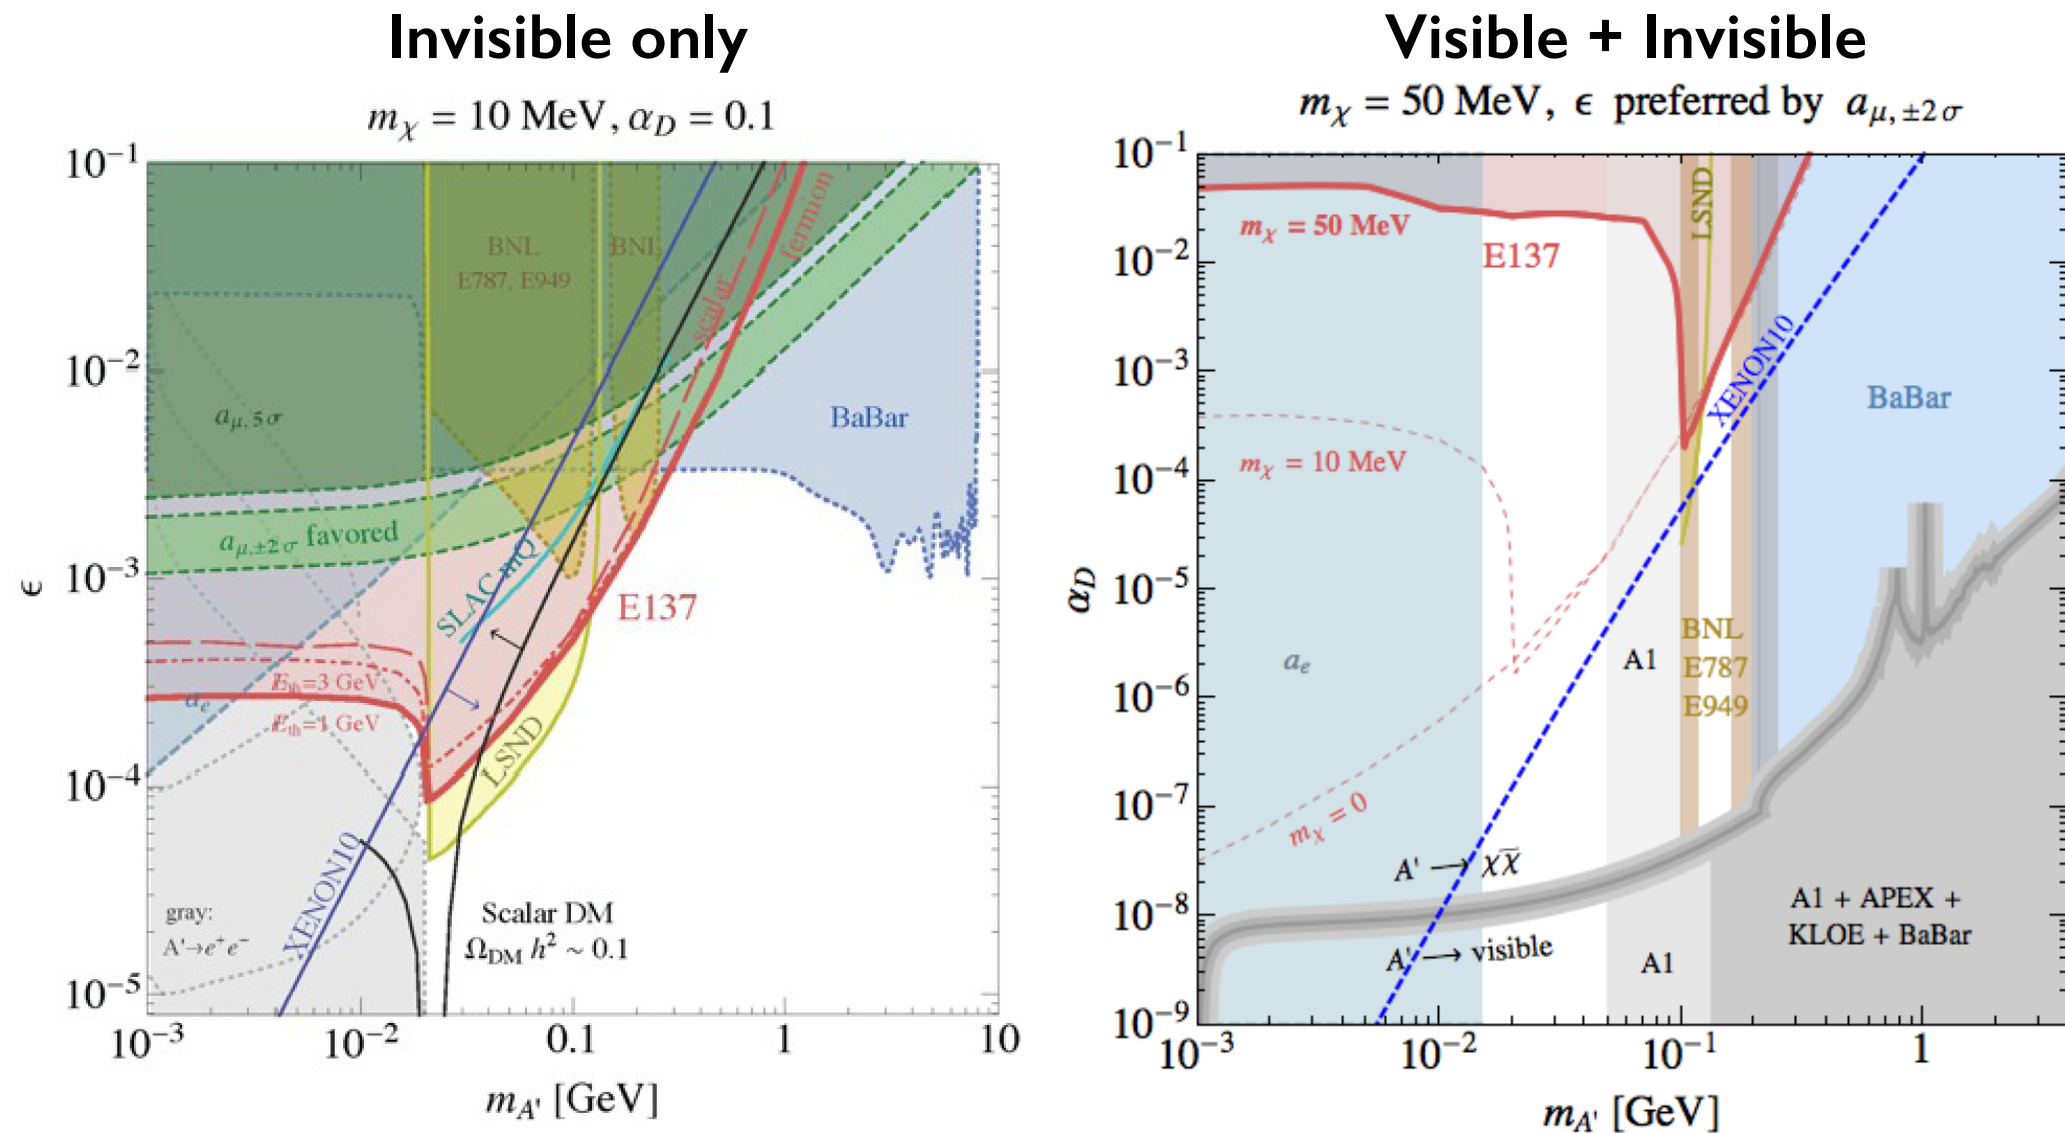 Invisible only
m_χ = 10 MeV, α_D = 0.1
10⁻¹
10⁻²
10⁻³
10⁻⁴
10⁻⁵
ϵ
BNL
E787, E949
BNL
scalar
fermion
a_μ, 5 σ
BaBar
a_μ,±2 σ favored
SLAC mQ
E137
E_th=3 GeV
a_e
E_th=1 GeV
LSND
XENON10
gray:
A'→e⁺e⁻
Scalar DM
Ω_DM h² ~ 0.1
10⁻³
10⁻²
0.1
1
10
m_A' [GeV]
Visible + Invisible
m_χ = 50 MeV, ϵ preferred by a_μ, ±2 σ
10⁻¹
10⁻²
10⁻³
10⁻⁴
10⁻⁵
10⁻⁶
10⁻⁷
10⁻⁸
10⁻⁹
α_D
LSND
m_χ = 50 MeV
E137
XENON10
BaBar
m_χ = 10 MeV
a_e
A1
BNL
E787
E949
m_χ = 0
A' ⟶ χχ̄
A' ⟶ visible
A1
A1 + APEX +
KLOE + BaBar
10⁻³
10⁻²
10⁻¹
1
m_A' [GeV]